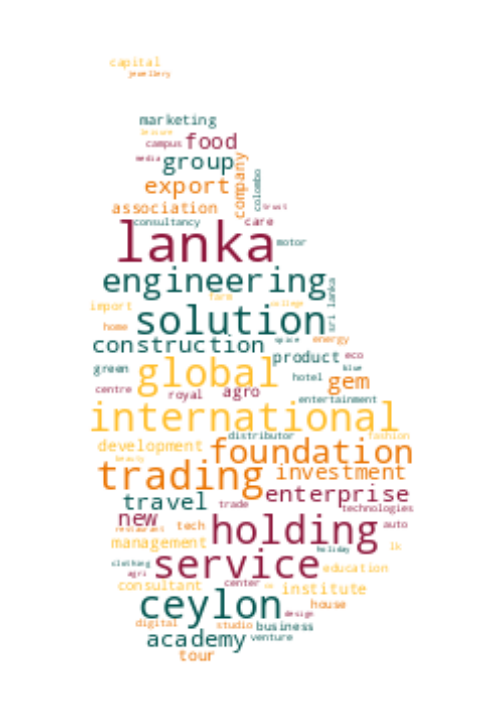 capital
jewellery
marketing
leisure
campus food
media group
company
colombo
export
trust
association
consultancy care
lanka motor
engineering
sri lanka
farm
import college
solution
home energy
construction spice
product eco
blue
green global hotel gem
centre royal agro
entertainment
international
distributor fashion
development foundation
beauty
trading investment
enterprise
travel trade technologies
new holding auto
restaurant tech
management holiday lk
service
clothing education
agri
consultant center institute
ceylon house
design
digital studio business
academy venture
tour